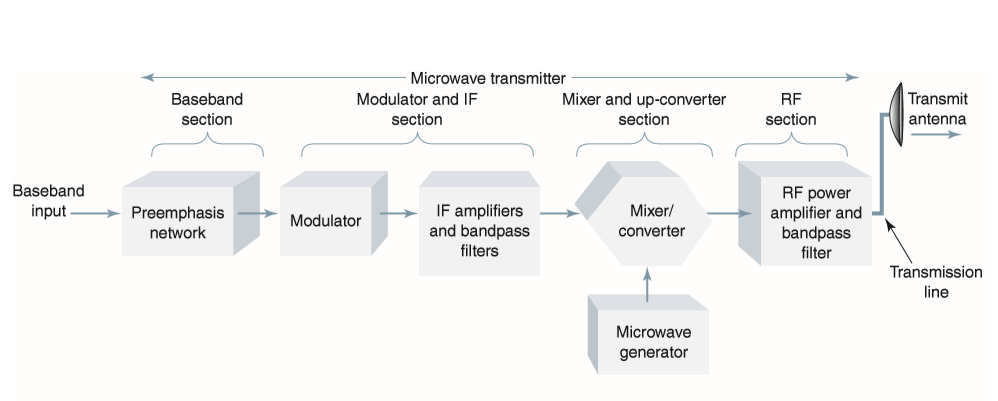 Microwave transmitter
Baseband
section
Modulator and IF
section
Mixer and up-converter
section
RF
section
Transmit
antenna
Baseband
input
Preemphasis
network
Modulator
IF amplifiers
and bandpass
filters
Mixer/
converter
RF power
amplifier and
bandpass
filter
Transmission
line
Microwave
generator